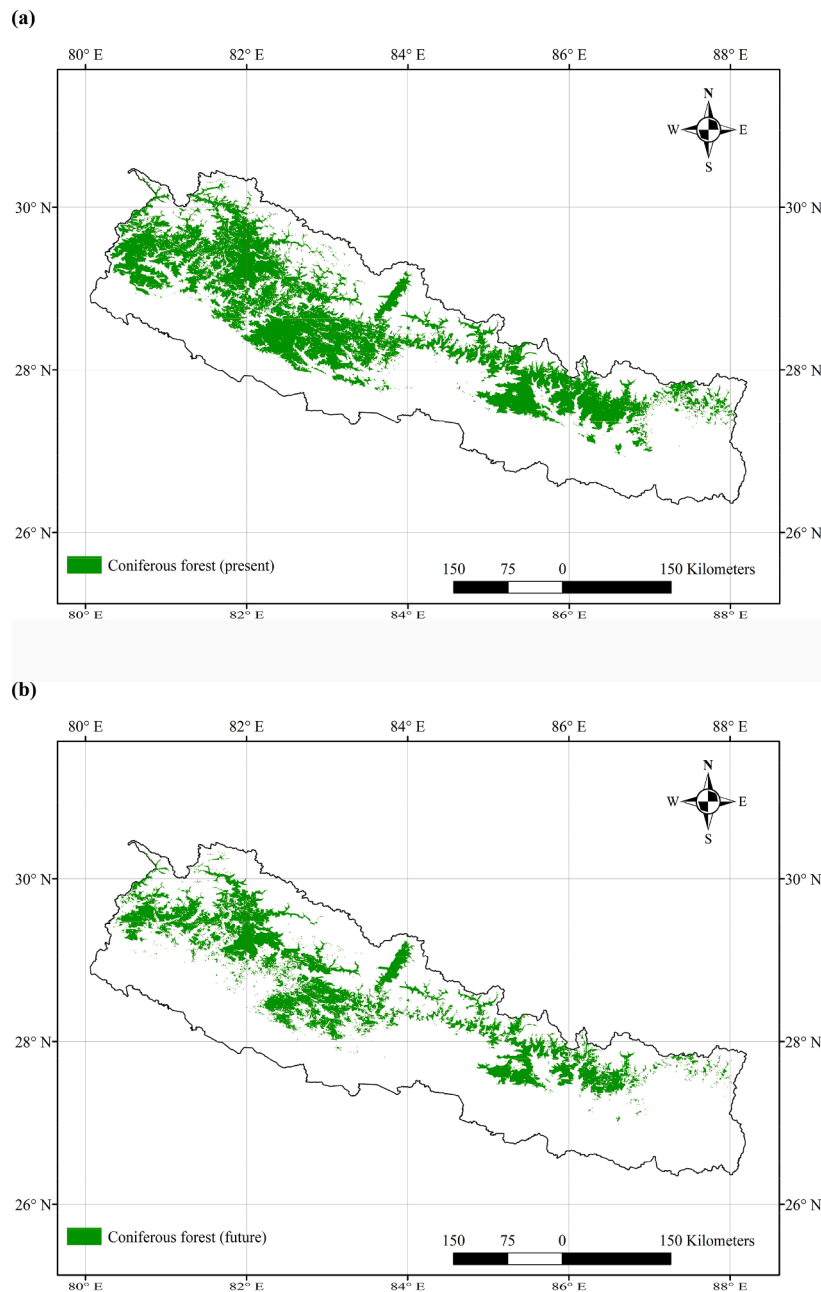 (a)
80° E 82° E 84° E 86° E 88° E
N
W E
S
30° N 30° N
28° N 28° N
26° N 26° N
Coniferous forest (present)
150 75 0 150 Kilometers
80° E 82° E 84° E 86° E 88° E
(b)
80° E 82° E 84° E 86° E 88° E
N
W E
S
30° N 30° N
28° N 28° N
26° N 26° N
Coniferous forest (future)
150 75 0 150 Kilometers
80° E 82° E 84° E 86° E 88° E